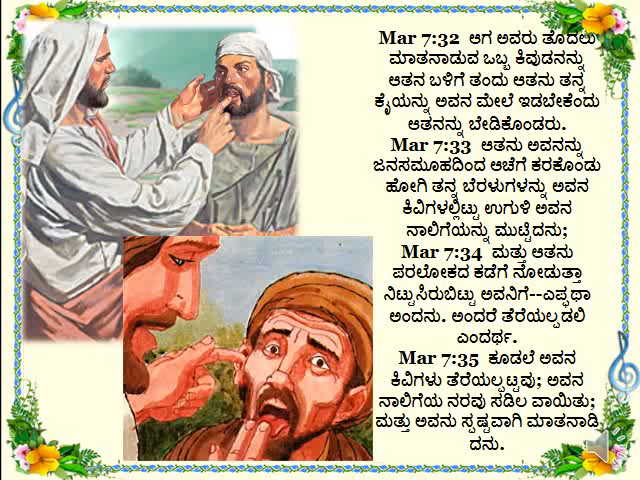 Mar 7:32 ಆಗ ಅವರು ತೊದಲು
ಮಾತನಾಡುವ ಒಬ್ಬ ಕಿವುಡನನ್ನು
ಆತನ ಬಳಿಗೆ ತಂದು ಆತನು ತನ್ನ
ಕೈಯನ್ನು ಅವನ ಮೇಲೆ ಇಡಬೇಕೆಂದು
ಆತನನ್ನು ಬೇಡಿಕೊಂಡರು.
Mar 7:33 ಆತನು ಅವನನ್ನು
ಜನಸಮೂಹದಿಂದ ಆಚೆಗೆ ಕರಕೊಂಡು
ಹೋಗಿ ತನ್ನ ಬೆರಳುಗಳನ್ನು ಅವನ
ಕಿವಿಗಳಲ್ಲಿಟ್ಟು ಉಗುಳಿ ಅವನ
ನಾಲಿಗೆಯನ್ನು ಮುಟ್ಟಿದನು;
Mar 7:34 ಮತ್ತು ಆತನು
ಪರಲೋಕದ ಕಡೆಗೆ ನೋಡುತ್ತಾ
ನಿಟ್ಟುಸಿರುಬಿಟ್ಟು ಅವನಿಗೆ--ಎಪ್ಫಥಾ
ಅಂದನು. ಅಂದರೆ ತೆರೆಯಲ್ಪಡಲಿ
ಎಂದರ್ಥ.
Mar 7:35 ಕೂಡಲೆ ಅವನ
ಕಿವಿಗಳು ತೆರೆಯಲ್ಪಟ್ಟವು; ಅವನ
ನಾಲಿಗೆಯ ನರವು ಸಡಿಲ ವಾಯಿತು;
ಮತ್ತು ಅವನು ಸ್ಪಷ್ಟವಾಗಿ ಮಾತನಾಡಿ
ದನು.